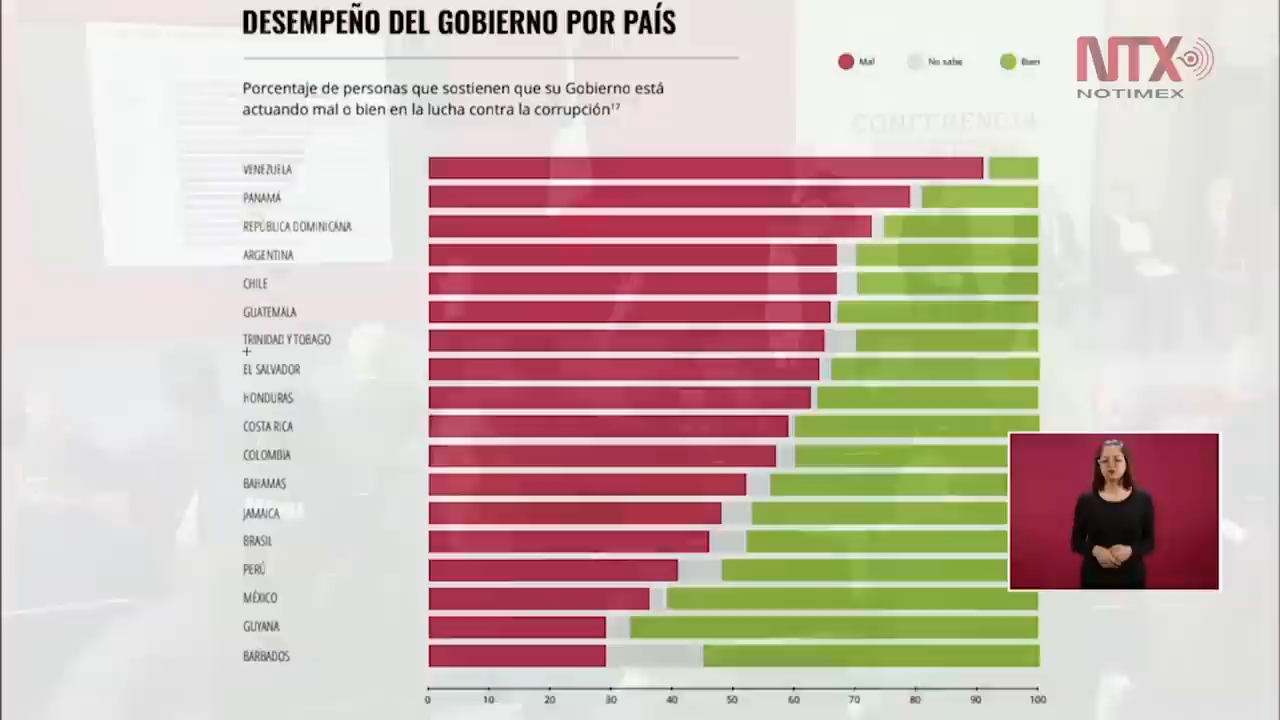 DESEMPEÑO DEL GOBIERNO POR PAÍS
Mal
No sabe
Bien
NTX
NOTIMEX
Porcentaje de personas que sostienen que su Gobierno está
actuando mal o bien en la lucha contra la corrupción¹⁷
CONFERENCIA
VENEZUELA
PANAMÁ
REPÚBLICA DOMINICANA
ARGENTINA
CHILE
GUATEMALA
TRINIDAD Y TOBAGO
EL SALVADOR
HONDURAS
COSTA RICA
COLOMBIA
BAHAMAS
JAMAICA
BRASIL
PERÚ
MÉXICO
GUYANA
BARBADOS
0 10 20 30 40 50 60 70 80 90 100